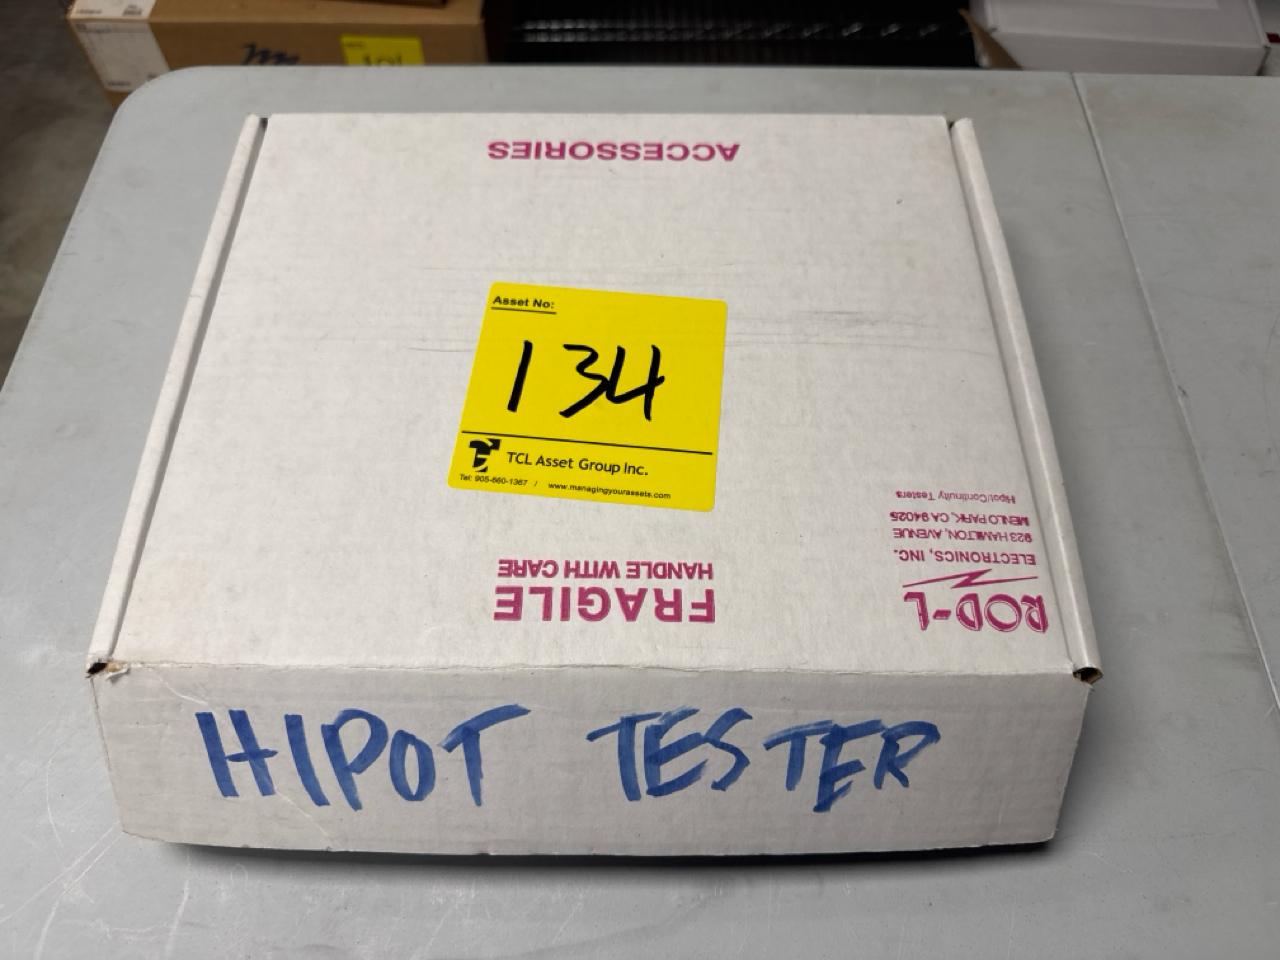 ACCESSORIES
Asset No:
134
TCL Asset Group Inc.
Tel: 905-660-1367 / www.managingyourassets.com
FRAGILE
HANDLE WITH CARE
ROD-L
ELECTRONICS, INC.
923 HAMILTON, AVENUE
MENLO PARK, CA 94025
Hipot/Continuity Testers
HIPOT TESTER